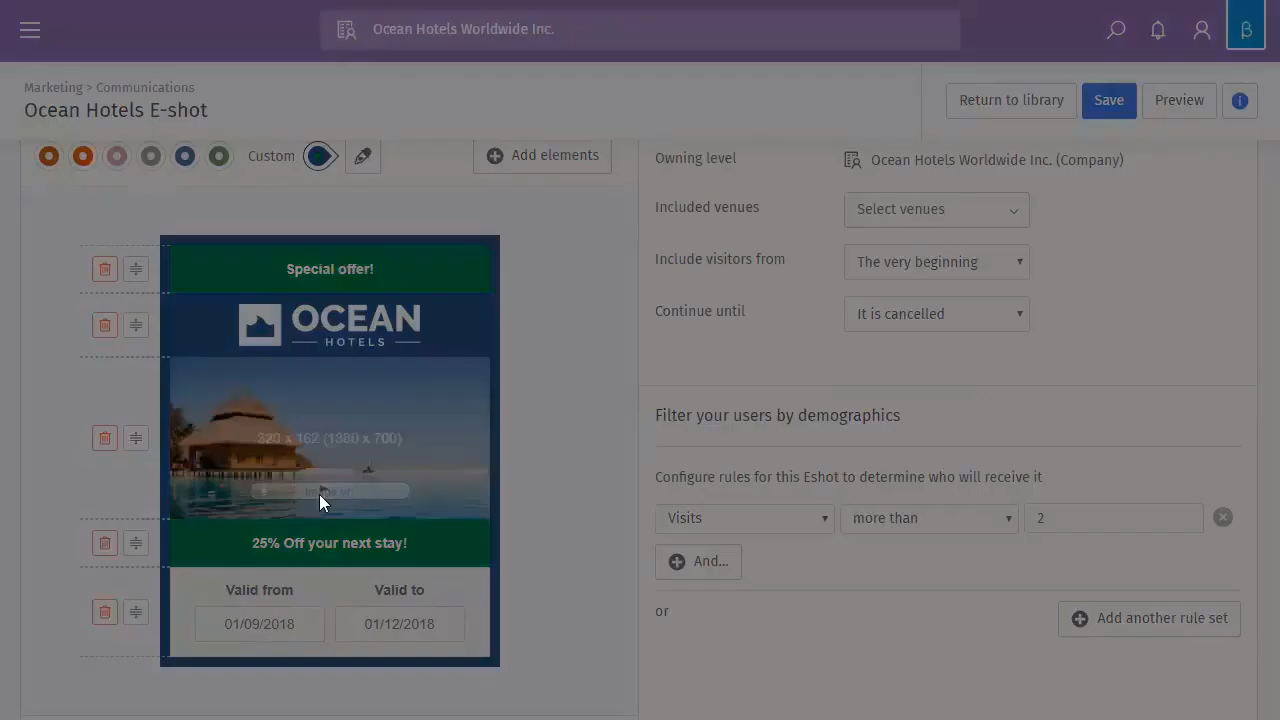 Ocean Hotels Worldwide Inc.
β
Marketing > Communications
Ocean Hotels E-shot
Return to library
Save
Preview
Custom
Add elements
Owning level
Ocean Hotels Worldwide Inc. (Company)
Included venues
Select venues
Include visitors from
The very beginning
Continue until
It is cancelled
Special offer!
OCEAN
HOTELS
320 x 162 (1380 x 700)
25% Off your next stay!
Valid from
Valid to
01/09/2018
01/12/2018
Filter your users by demographics
Configure rules for this Eshot to determine who will receive it
Visits
more than
2
And...
or
Add another rule set